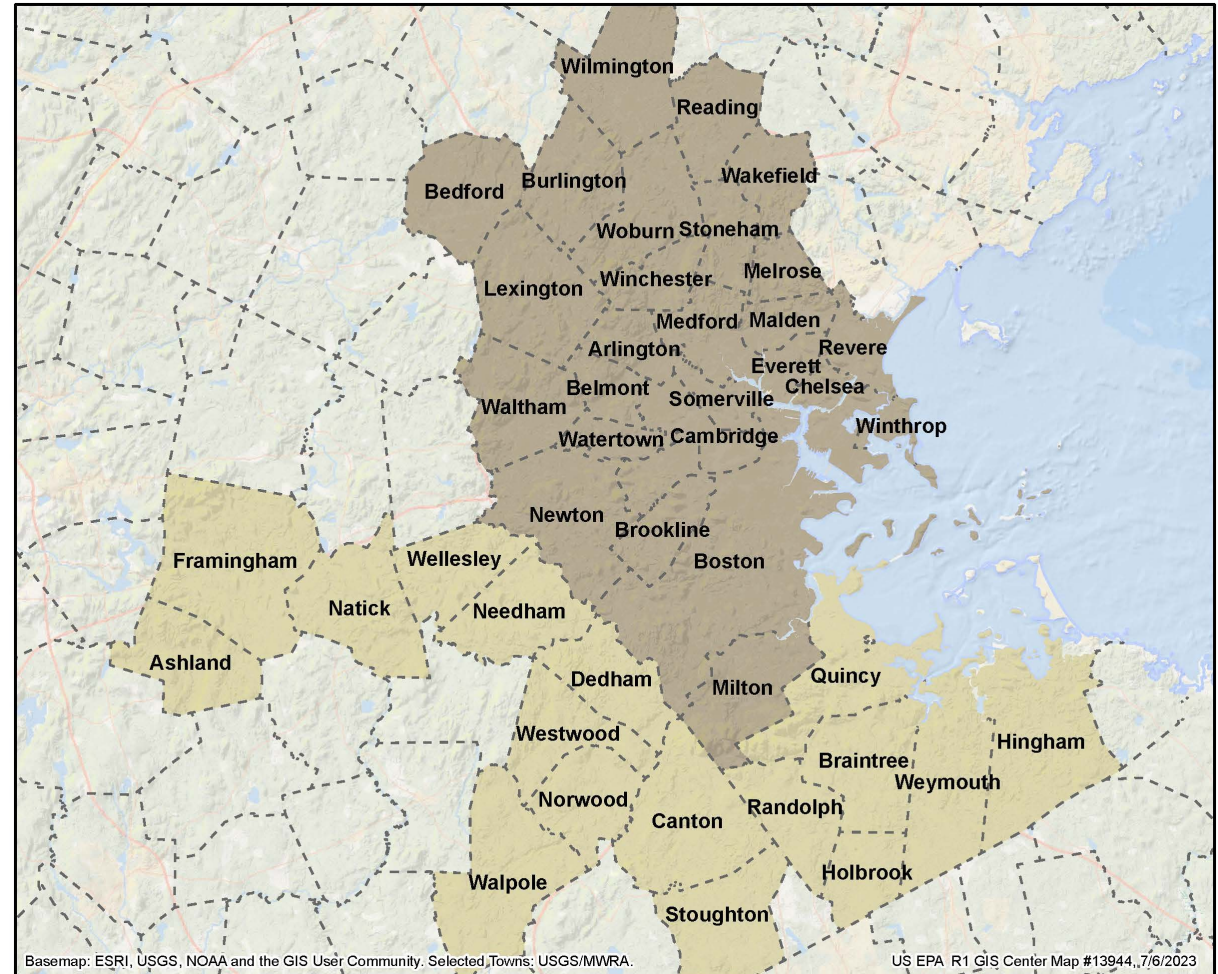 Wilmington
Reading
Wakefield
Burlington
Bedford
Woburn
Stoneham
Melrose
Winchester
Lexington
Medford
Malden
Revere
Arlington
Everett
Chelsea
Belmont
Somerville
Waltham
Winthrop
Cambridge
Watertown
Newton
Brookline
Boston
Wellesley
Framingham
Natick
Needham
Ashland
Dedham
Quincy
Milton
Westwood
Hingham
Braintree
Weymouth
Norwood
Randolph
Canton
Holbrook
Walpole
Stoughton
Basemap: ESRI, USGS, NOAA and the GIS User Community. Selected Towns: USGS/MWRA.
US EPA R1 GIS Center Map #13944, 7/6/2023